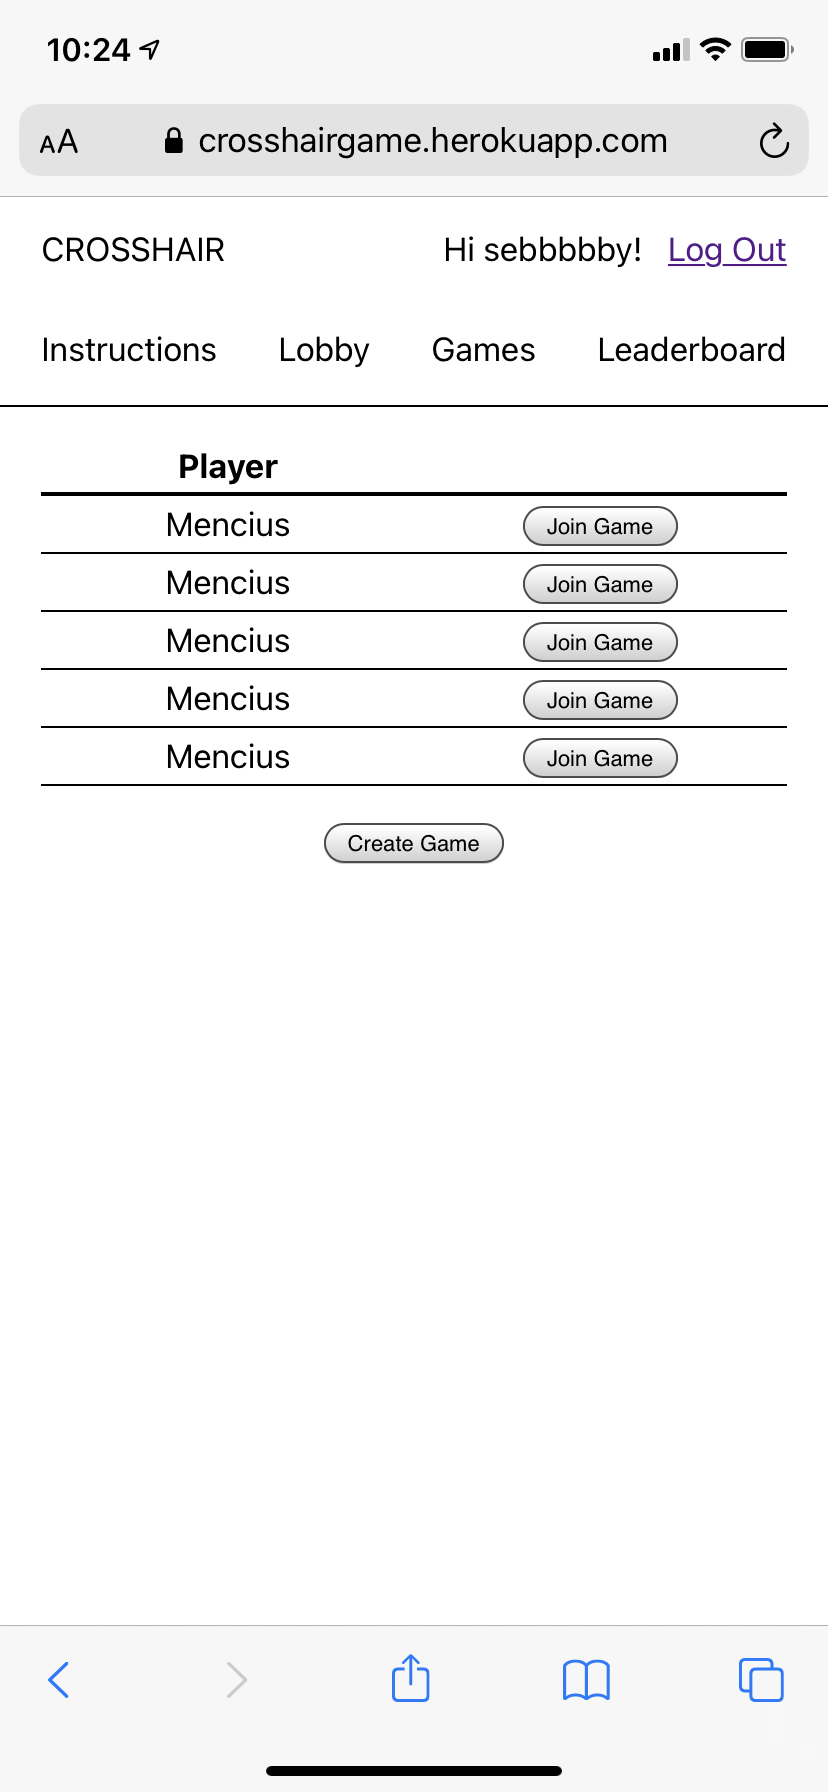 10:24
AA crosshairgame.herokuapp.com
CROSSHAIR Hi sebbbbby! Log Out
Instructions Lobby Games Leaderboard
Player
Mencius Join Game
Mencius Join Game
Mencius Join Game
Mencius Join Game
Mencius Join Game
Create Game